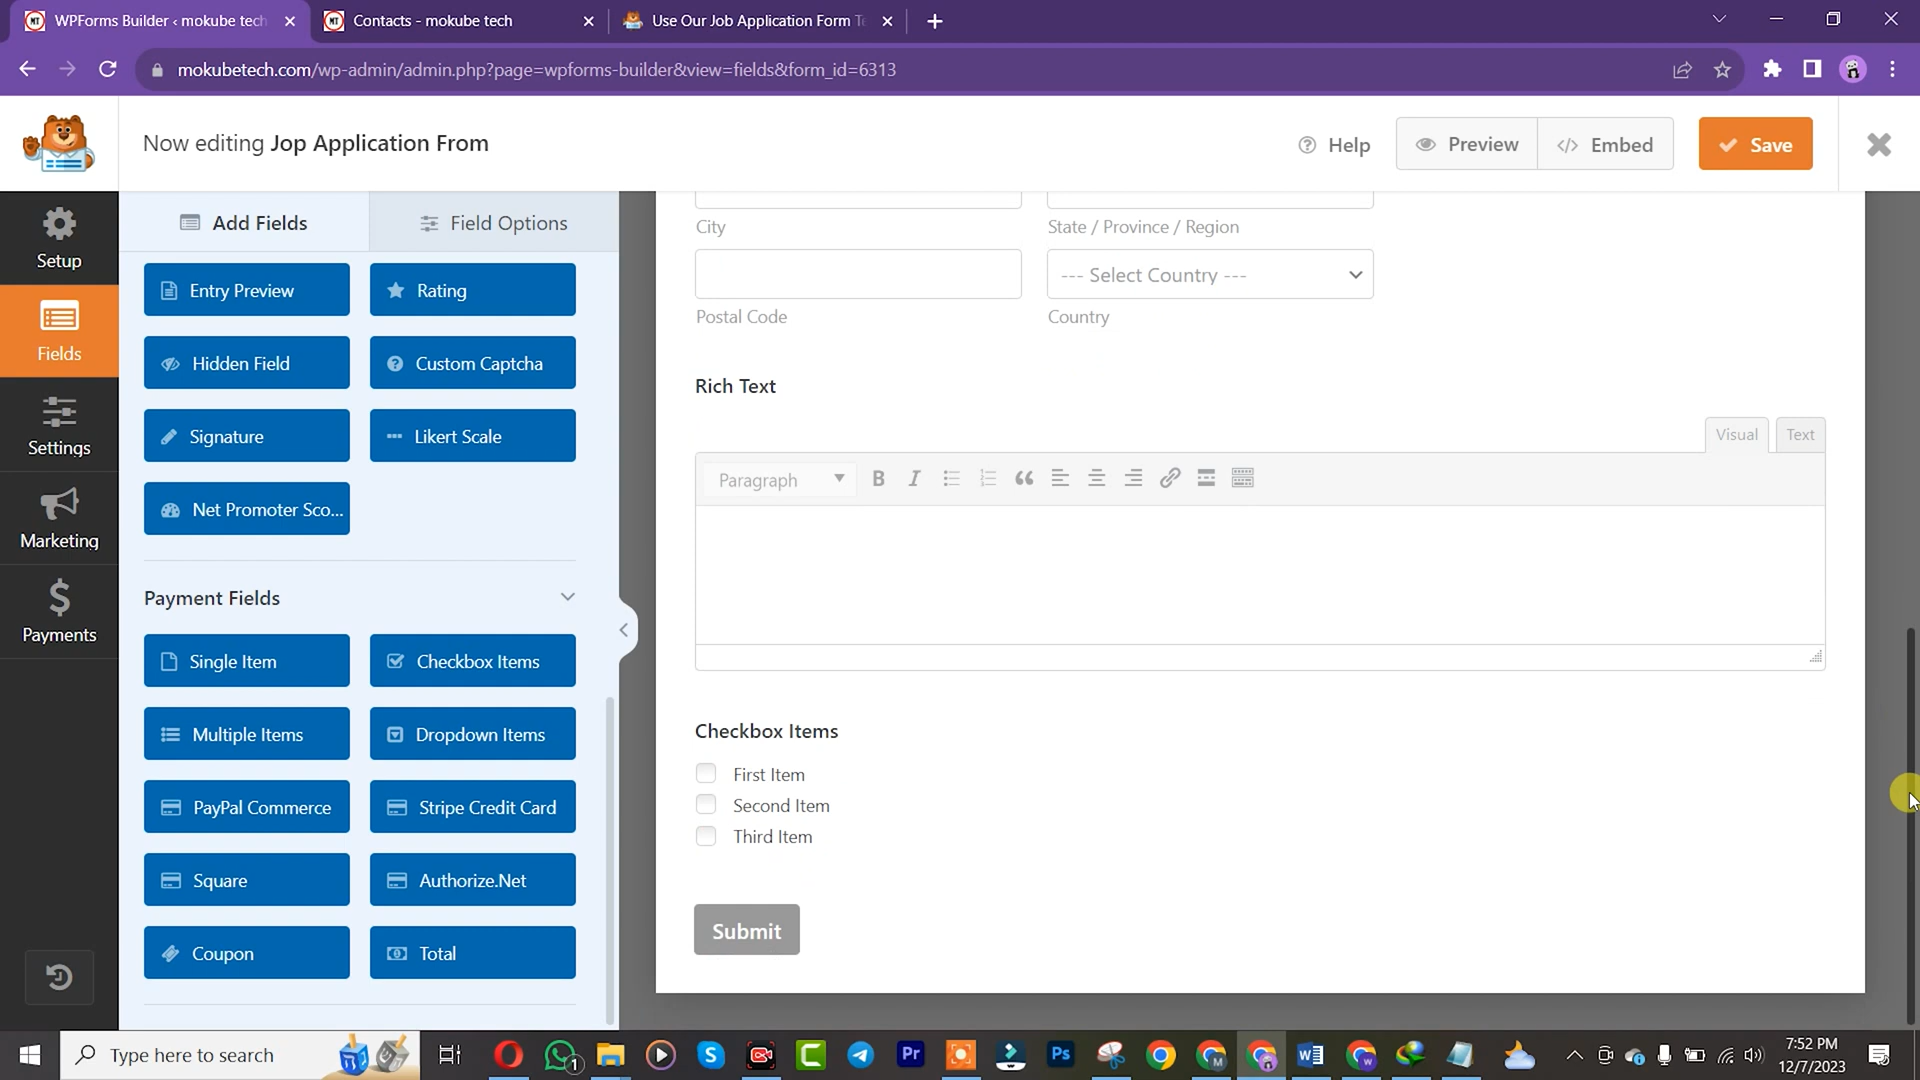 WPForms Builder ‹ mokube tech
Contacts - mokube tech
Use Our Job Application Form Te
mokubetech.com/wp-admin/admin.php?page=wpforms-builder&view=fields&form_id=6313
Now editing Jop Application From
Help
Preview
Embed
Save
Setup
Fields
Settings
Marketing
Payments
Add Fields
Field Options
Entry Preview
Rating
Hidden Field
Custom Captcha
Signature
Likert Scale
Net Promoter Sco...
Payment Fields
Single Item
Checkbox Items
Multiple Items
Dropdown Items
PayPal Commerce
Stripe Credit Card
Square
Authorize.Net
Coupon
Total
City
State / Province / Region
--- Select Country ---
Postal Code
Country
Rich Text
Visual
Text
Paragraph
B
I
Checkbox Items
First Item
Second Item
Third Item
Submit
Type here to search
7:52 PM
12/7/2023